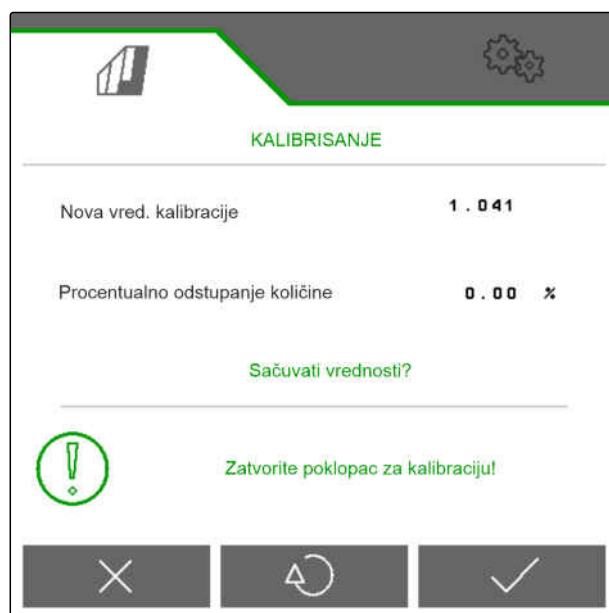 KALIBRISANJE
Nova vred. kalibracije 1.041
Procentualno odstupanje količine 0.00 %
Sačuvati vrednosti?
Zatvorite poklopac za kalibraciju!